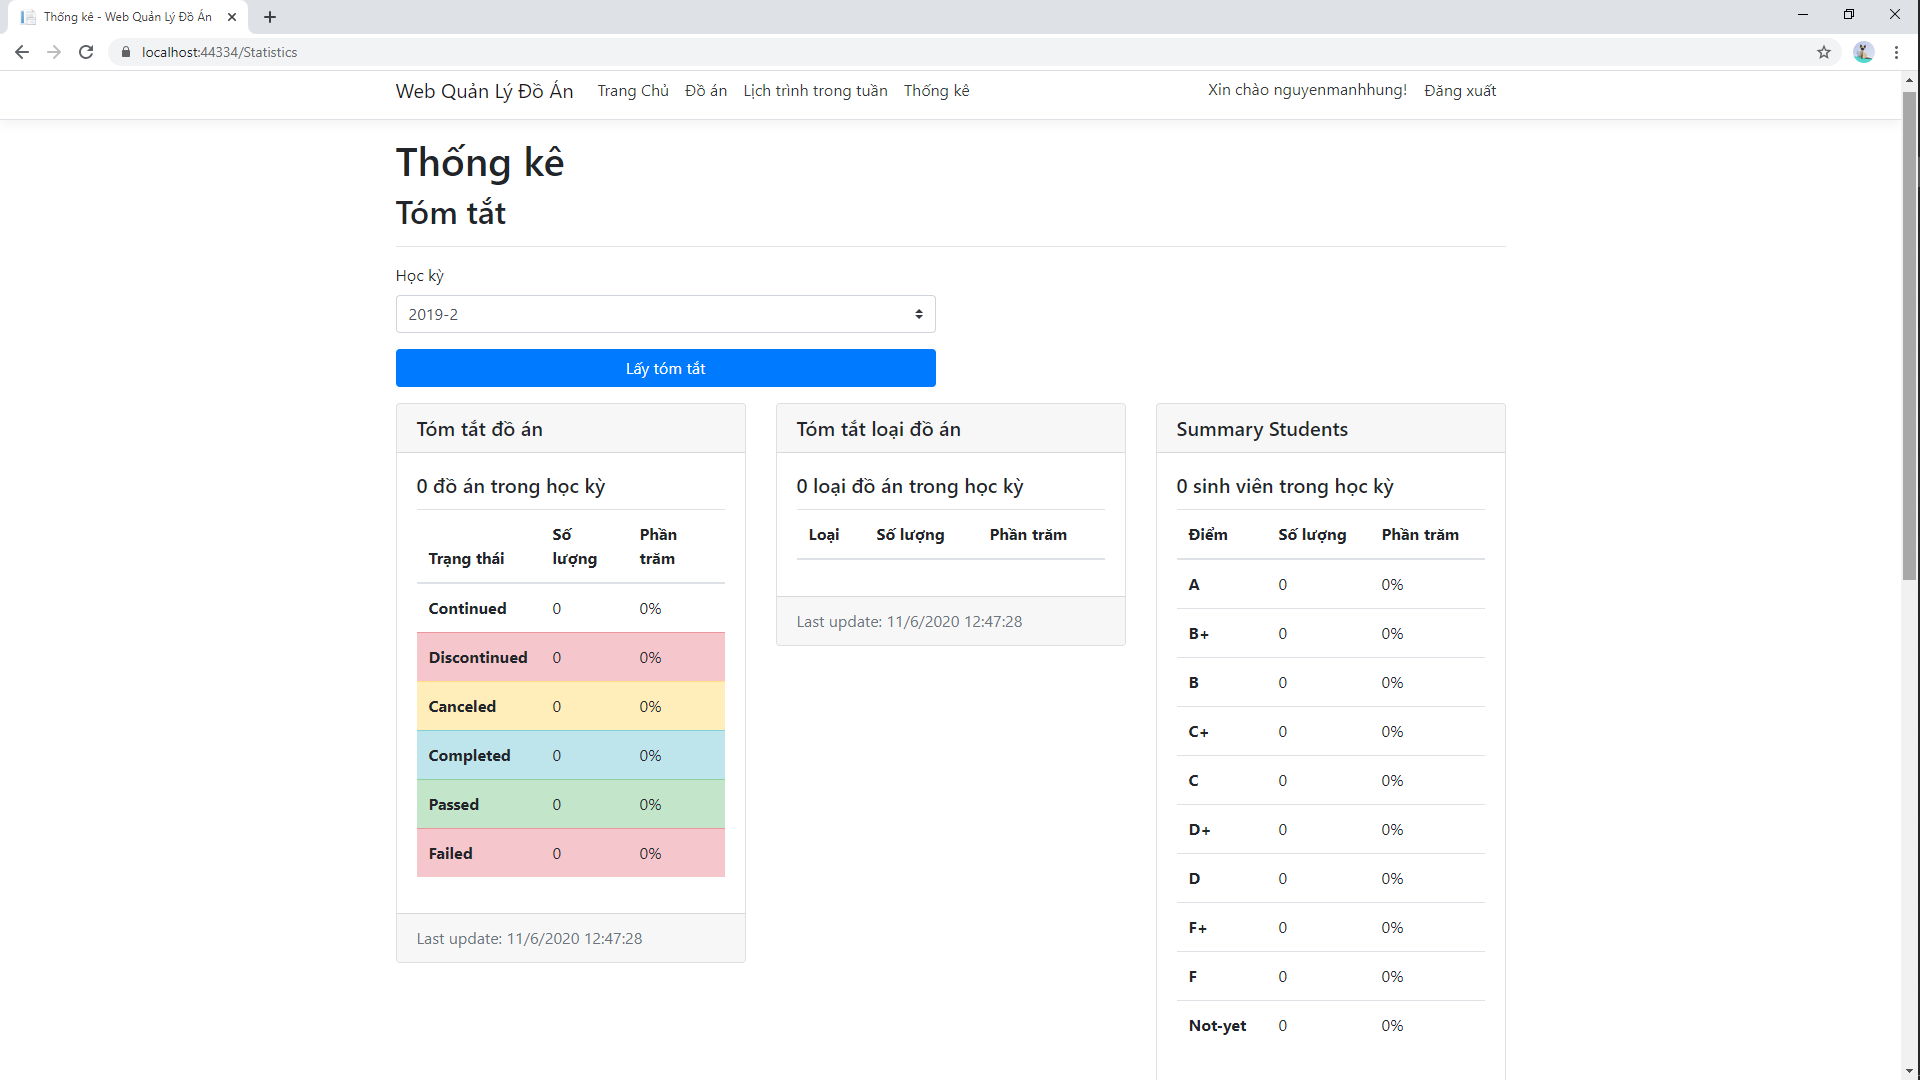 Thống kê - Web Quản Lý Đồ Án
localhost:44334/Statistics
Web Quản Lý Đồ Án Trang Chủ Đồ án Lịch trình trong tuần Thống kê Xin chào nguyenmanhhung! Đăng xuất
Thống kê
Tóm tắt
Học kỳ
2019-2
Lấy tóm tắt
Tóm tắt đồ án
0 đồ án trong học kỳ
Trạng thái Số lượng Phần trăm
Continued 0 0%
Discontinued 0 0%
Canceled 0 0%
Completed 0 0%
Passed 0 0%
Failed 0 0%
Last update: 11/6/2020 12:47:28
Tóm tắt loại đồ án
0 loại đồ án trong học kỳ
Loại Số lượng Phần trăm
Last update: 11/6/2020 12:47:28
Summary Students
0 sinh viên trong học kỳ
Điểm Số lượng Phần trăm
A 0 0%
B+ 0 0%
B 0 0%
C+ 0 0%
C 0 0%
D+ 0 0%
D 0 0%
F+ 0 0%
F 0 0%
Not-yet 0 0%